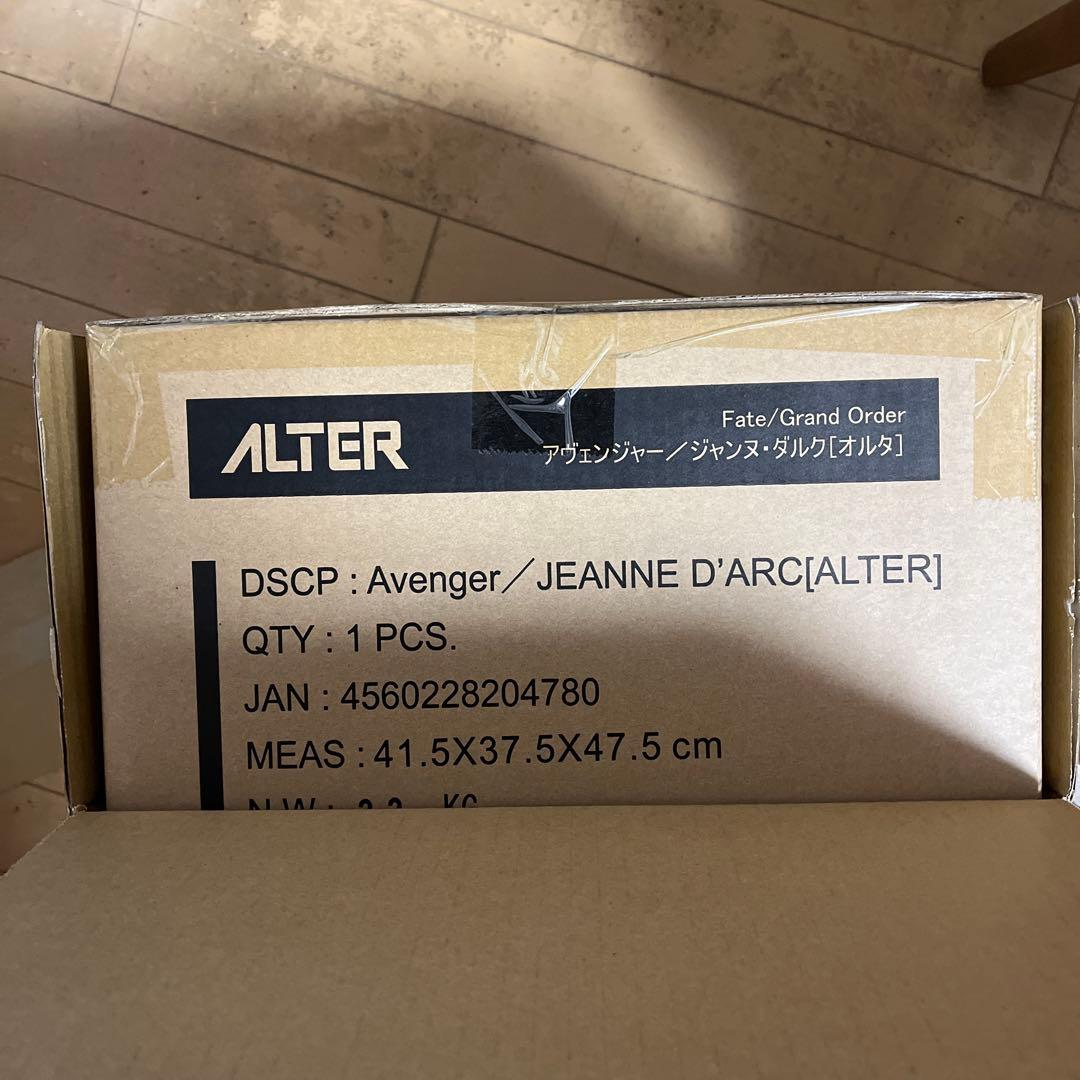 ALTER
Fate/Grand Order
アヴェンジャー／ジャンヌ・ダルク[オルタ]
DSCP : Avenger／JEANNE D'ARC[ALTER]
QTY : 1 PCS.
JAN : 4560228204780
MEAS : 41.5X37.5X47.5 cm
N.W : KG